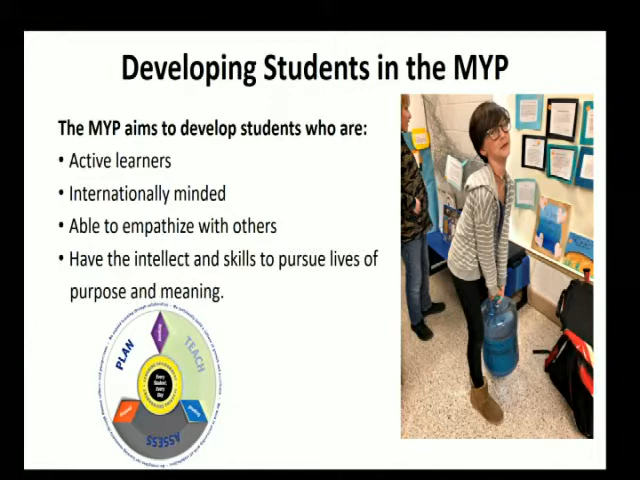 Developing Students in the MYP
The MYP aims to develop students who are:
• Active learners
• Internationally minded
• Able to empathize with others
• Have the intellect and skills to pursue lives of
purpose and meaning.
PLAN
TEACH
Every
Student,
Every
Day
ASSESS